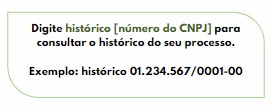 Digite histórico [número do CNPJ] para
consultar o histórico do seu processo.
Exemplo: histórico 01.234.567/0001-00